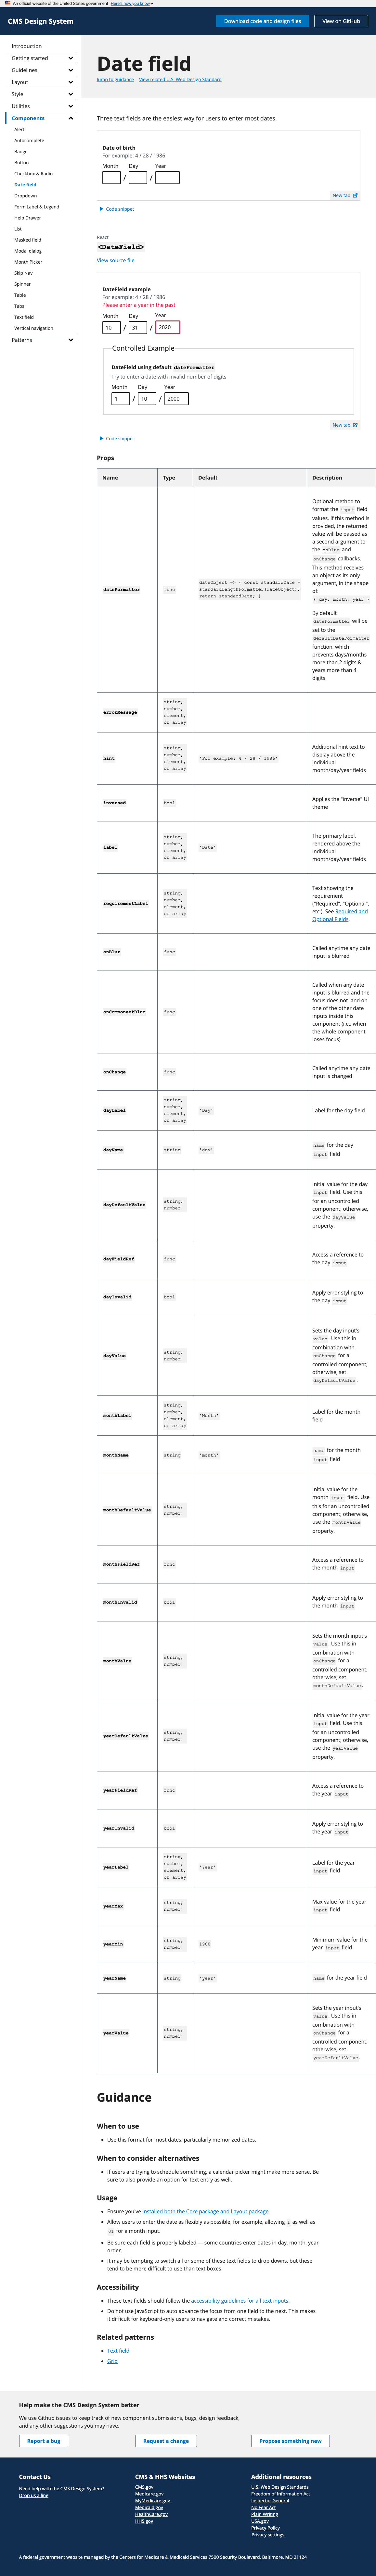 An official website of the United States government Here's how you know
CMS Design System
Download code and design files
View on GitHub
Introduction
Getting started
Guidelines
Layout
Style
Utilities
Components
Alert
Autocomplete
Badge
Button
Checkbox & Radio
Date field
Dropdown
Form Label & Legend
Help Drawer
List
Masked field
Modal dialog
Month Picker
Skip Nav
Spinner
Table
Tabs
Text field
Vertical navigation
Patterns
Date field
Jump to guidance View related U.S. Web Design Standard
Three text fields are the easiest way for users to enter most dates.
Date of birth
For example: 4 / 28 / 1986
Month Day Year
/ /
New tab
Code snippet
React
<DateField>
View source file
DateField example
For example: 4 / 28 / 1986
Please enter a year in the past
Month Day Year
10 / 31 / 2020
Controlled Example
DateField using default dateFormatter
Try to enter a date with invalid number of digits
Month Day Year
1 / 10 / 2000
New tab
Code snippet
Props
Name Type Default Description
dateFormatter
func
dateObject => { const standardDate =
standardLengthFormatter(dateObject);
return standardDate; }
Optional method to
format the input field
values. If this method is
provided, the returned
value will be passed as
a second argument to
the onBlur and
onChange callbacks.
This method receives
an object as its only
argument, in the shape
of:
{ day, month, year }
By default
dateFormatter will be
set to the
defaultDateFormatter
function, which
prevents days/months
more than 2 digits &
years more than 4
digits.
errorMessage
string,
number,
element,
or array
hint
string,
number,
element,
or array
'For example: 4 / 28 / 1986'
Additional hint text to
display above the
individual
month/day/year fields
inversed
bool
Applies the "inverse" UI
theme
label
string,
number,
element,
or array
'Date'
The primary label,
rendered above the
individual
month/day/year fields
requirementLabel
string,
number,
element,
or array
Text showing the
requirement
("Required", "Optional",
etc.). See Required and
Optional Fields.
onBlur
func
Called anytime any date
input is blurred
onComponentBlur
func
Called when any date
input is blurred and the
focus does not land on
one of the other date
inputs inside this
component (i.e., when
the whole component
loses focus)
onChange
func
Called anytime any date
input is changed
dayLabel
string,
number,
element,
or array
'Day'
Label for the day field
dayName
string
'day'
name for the day
input field
dayDefaultValue
string,
number
Initial value for the day
input field. Use this
for an uncontrolled
component; otherwise,
use the dayValue
property.
dayFieldRef
func
Access a reference to
the day input
dayInvalid
bool
Apply error styling to
the day input
dayValue
string,
number
Sets the day input's
value. Use this in
combination with
onChange for a
controlled component;
otherwise, set
dayDefaultValue.
monthLabel
string,
number,
element,
or array
'Month'
Label for the month
field
monthName
string
'month'
name for the month
input field
monthDefaultValue
string,
number
Initial value for the
month input field. Use
this for an uncontrolled
component; otherwise,
use the monthValue
property.
monthFieldRef
func
Access a reference to
the month input
monthInvalid
bool
Apply error styling to
the month input
monthValue
string,
number
Sets the month input's
value. Use this in
combination with
onChange for a
controlled component;
otherwise, set
monthDefaultValue.
yearDefaultValue
string,
number
Initial value for the year
input field. Use this
for an uncontrolled
component; otherwise,
use the yearValue
property.
yearFieldRef
func
Access a reference to
the year input
yearInvalid
bool
Apply error styling to
the year input
yearLabel
string,
number,
element,
or array
'Year'
Label for the year
input field
yearMax
string,
number
Max value for the year
input field
yearMin
string,
number
1900
Minimum value for the
year input field
yearName
string
'year'
name for the year field
yearValue
string,
number
Sets the year input's
value. Use this in
combination with
onChange for a
controlled component;
otherwise, set
yearDefaultValue.
Guidance
When to use
Use this format for most dates, particularly memorized dates.
When to consider alternatives
If users are trying to schedule something, a calendar picker might make more sense. Be
sure to also provide an option for text entry as well.
Usage
Ensure you've installed both the Core package and Layout package
Allow users to enter the date as flexibly as possible, for example, allowing 1 as well as
01 for a month input.
Be sure each field is properly labeled — some countries enter dates in day, month, year
order.
It may be tempting to switch all or some of these text fields to drop downs, but these
tend to be more difficult to use than text boxes.
Accessibility
These text fields should follow the accessibility guidelines for all text inputs.
Do not use JavaScript to auto advance the focus from one field to the next. This makes
it difficult for keyboard-only users to navigate and correct mistakes.
Related patterns
Text field
Grid
Help make the CMS Design System better
We use Github issues to keep track of new component submissions, bugs, design feedback,
and any other suggestions you may have.
Report a bug
Request a change
Propose something new
Contact Us
Need help with the CMS Design System?
Drop us a line
CMS & HHS Websites
CMS.gov
Medicare.gov
MyMedicare.gov
Medicaid.gov
HealthCare.gov
HHS.gov
Additional resources
U.S. Web Design Standards
Freedom of Information Act
Inspector General
No Fear Act
Plain Writing
USA.gov
Privacy Policy
Privacy settings
A federal government website managed by the Centers for Medicare & Medicaid Services 7500 Security Boulevard, Baltimore, MD 21124